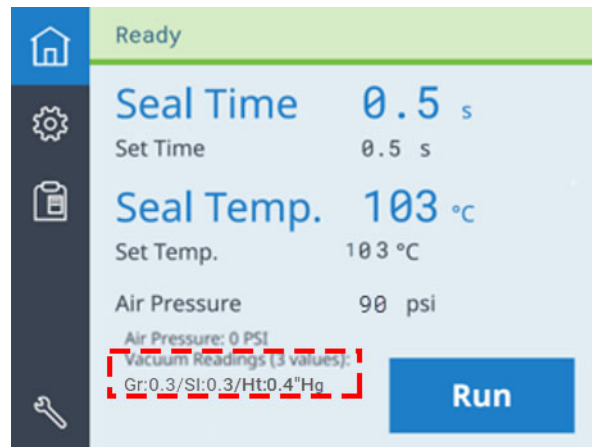 Ready
Seal Time 0.5 s
Set Time 0.5 s
Seal Temp. 103 °C
Set Temp. 103 °C
Air Pressure 90 psi
Air Pressure: 0 PSI
Vacuum Readings (3 values):
Gr:0.3/Sl:0.3/Ht:0.4"Hg
Run